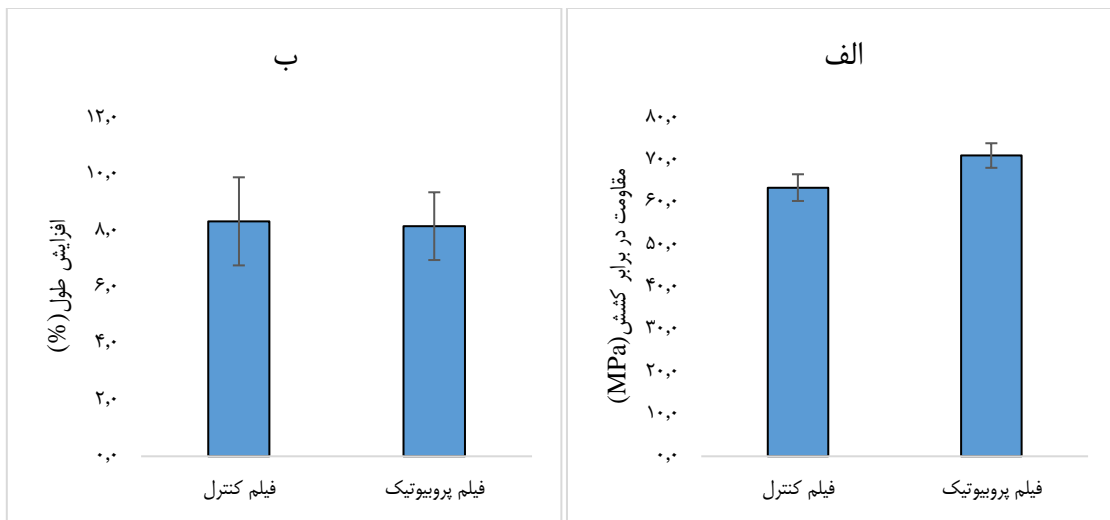 الف
مقاومت در برابر کشش(MPa)
۸۰,۰
۷۰,۰
۶۰,۰
۵۰,۰
۴۰,۰
۳۰,۰
۲۰,۰
۱۰,۰
۰,۰
فیلم کنترل
فیلم پروبیوتیک
ب
افزایش طول(%)
۱۲,۰
۱۰,۰
۸,۰
۶,۰
۴,۰
۲,۰
۰,۰
فیلم کنترل
فیلم پروبیوتیک